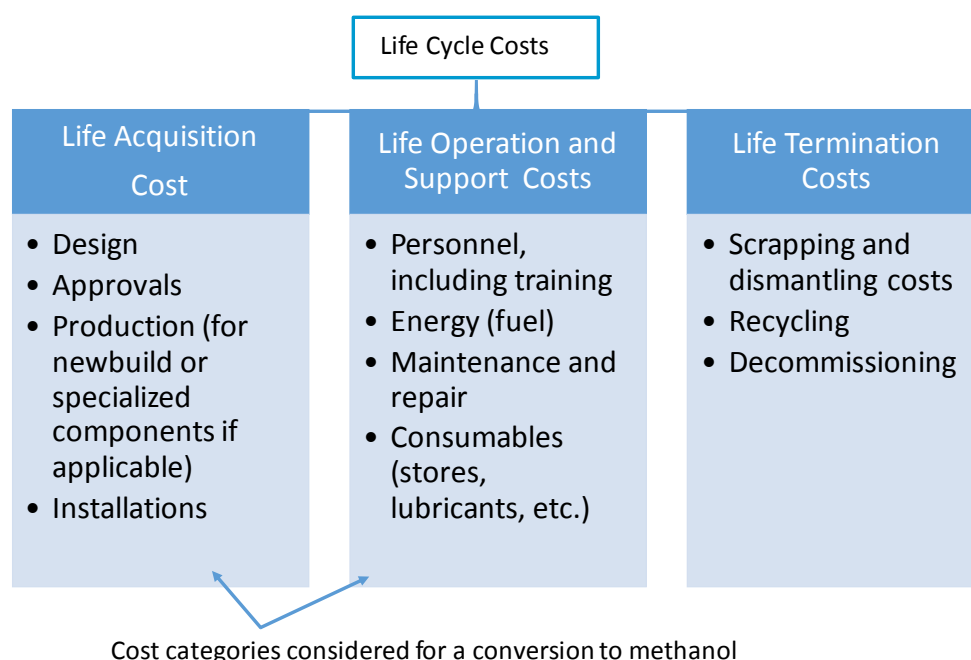 Life Cycle Costs
Life Acquisition
Cost
• Design
• Approvals
• Production (for
newbuild or
specialized
components if
applicable)
• Installations
Life Operation and
Support Costs
• Personnel,
including training
• Energy (fuel)
• Maintenance and
repair
• Consumables
(stores,
lubricants, etc.)
Life Termination
Costs
• Scrapping and
dismantling costs
• Recycling
• Decommissioning
Cost categories considered for a conversion to methanol